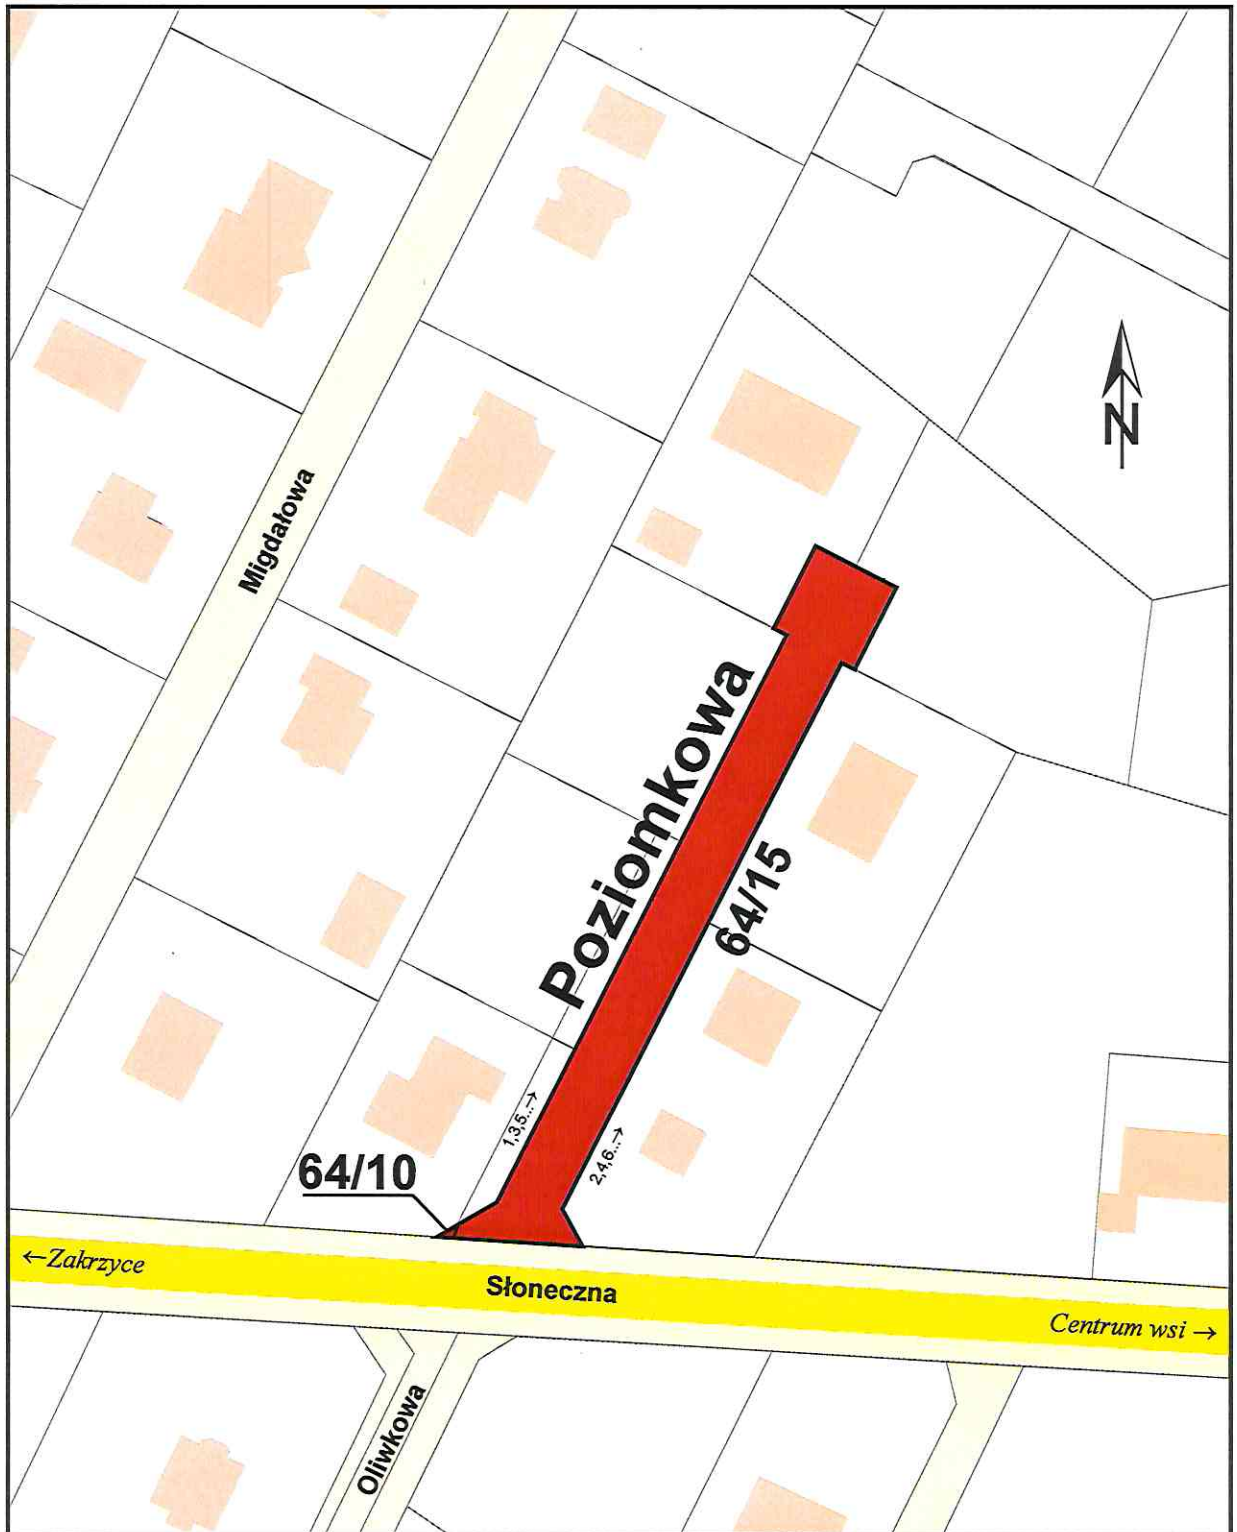 N
Migdałowa
Poziomkowa
64/15
1,3,5...→
2,4,6...→
64/10
←Zakrzyce
Słoneczna
Centrum wsi →
Oliwkowa